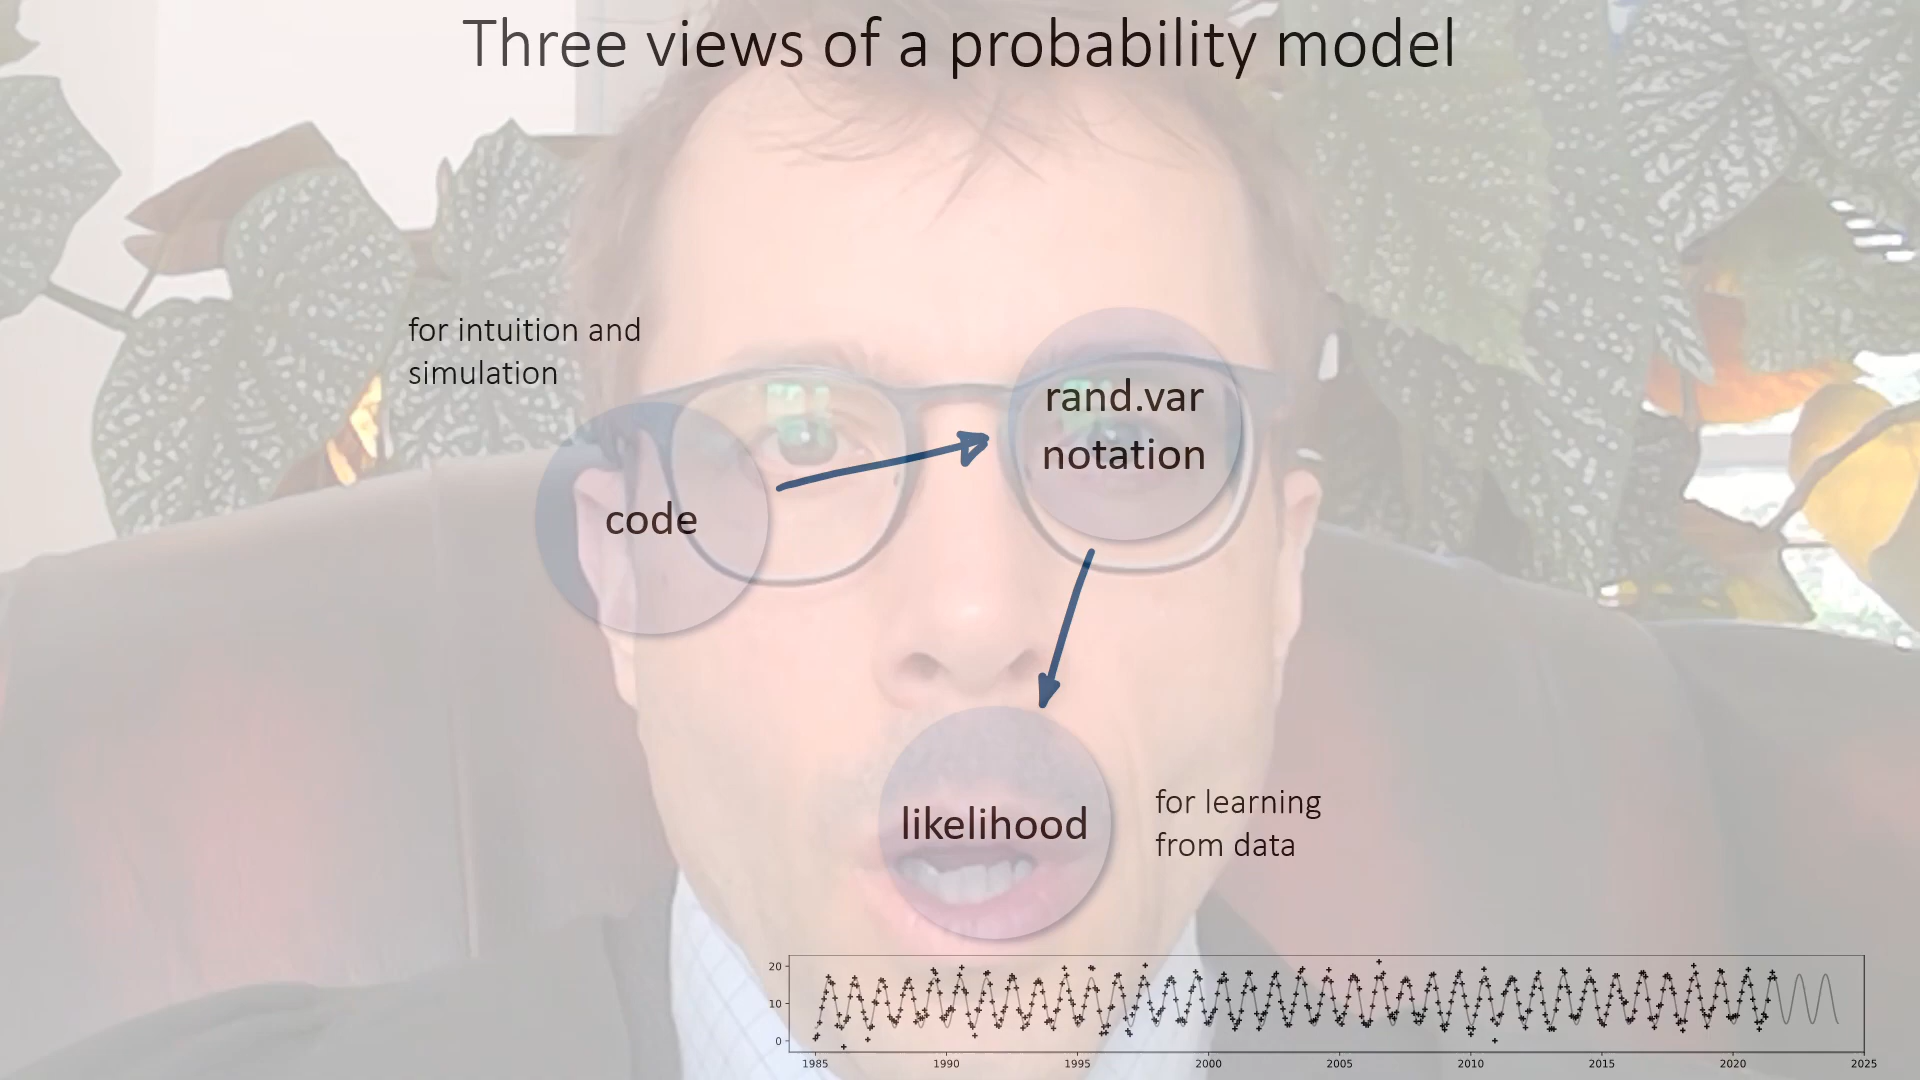 Three views of a probability model
for intuition and
simulation
rand.var
notation
code
likelihood
for learning
from data
20
10
0
1985 1990 1995 2000 2005 2010 2015 2020 2025